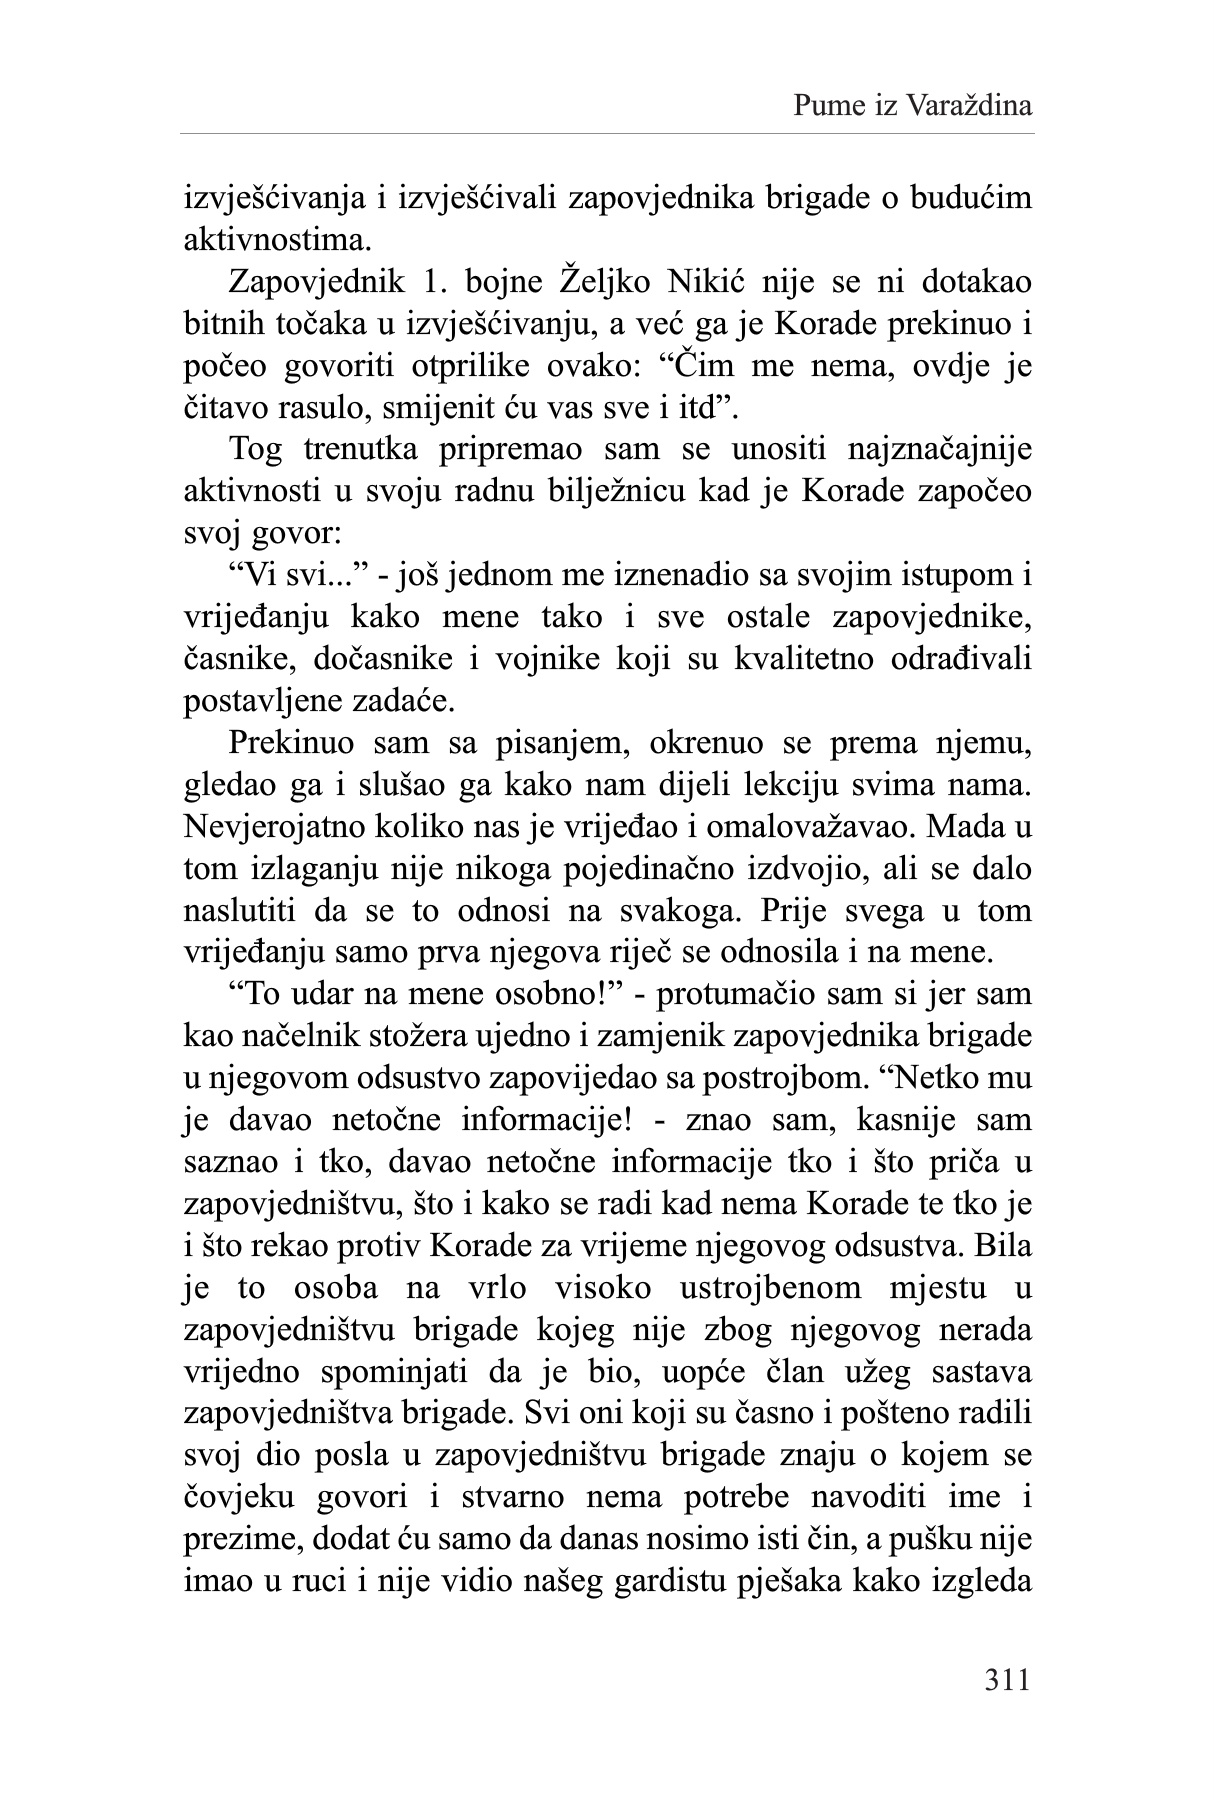 Pume iz Varaždina
izvješćivanja i izvješćivali zapovjednika brigade o budućim
aktivnostima.
Zapovjednik 1. bojne Željko Nikić nije se ni dotakao
bitnih točaka u izvješćivanju, a već ga je Korade prekinuo i
počeo govoriti otprilike ovako: “Čim me nema, ovdje je
čitavo rasulo, smijenit ću vas sve i itd”.
Tog trenutka pripremao sam se unositi najznačajnije
aktivnosti u svoju radnu bilježnicu kad je Korade započeo
svoj govor:
“Vi svi...” - još jednom me iznenadio sa svojim istupom i
vrijeđanju kako mene tako i sve ostale zapovjednike,
časnike, dočasnike i vojnike koji su kvalitetno odrađivali
postavljene zadaće.
Prekinuo sam sa pisanjem, okrenuo se prema njemu,
gledao ga i slušao ga kako nam dijeli lekciju svima nama.
Nevjerojatno koliko nas je vrijeđao i omalovažavao. Mada u
tom izlaganju nije nikoga pojedinačno izdvojio, ali se dalo
naslutiti da se to odnosi na svakoga. Prije svega u tom
vrijeđanju samo prva njegova riječ se odnosila i na mene.
“To udar na mene osobno!” - protumačio sam si jer sam
kao načelnik stožera ujedno i zamjenik zapovjednika brigade
u njegovom odsustvo zapovijedao sa postrojbom. “Netko mu
je davao netočne informacije! - znao sam, kasnije sam
saznao i tko, davao netočne informacije tko i što priča u
zapovjedništvu, što i kako se radi kad nema Korade te tko je
i što rekao protiv Korade za vrijeme njegovog odsustva. Bila
je to osoba na vrlo visoko ustrojbenom mjestu u
zapovjedništvu brigade kojeg nije zbog njegovog nerada
vrijedno spominjati da je bio, uopće član užeg sastava
zapovjedništva brigade. Svi oni koji su časno i pošteno radili
svoj dio posla u zapovjedništvu brigade znaju o kojem se
čovjeku govori i stvarno nema potrebe navoditi ime i
prezime, dodat ću samo da danas nosimo isti čin, a pušku nije
imao u ruci i nije vidio našeg gardistu pješaka kako izgleda
311